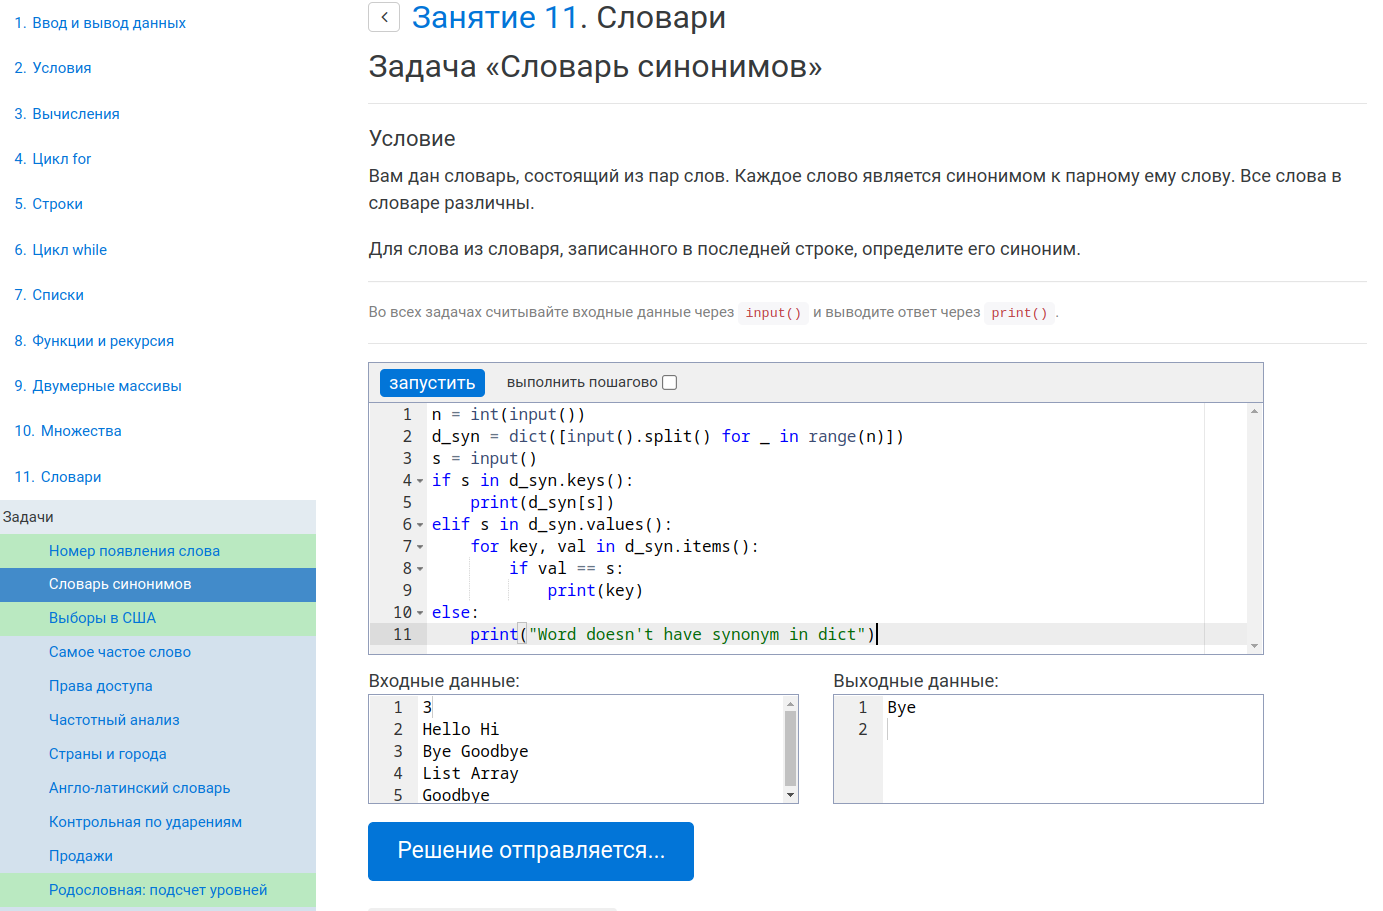 1. Ввод и вывод данных
2. Условия
3. Вычисления
4. Цикл for
5. Строки
6. Цикл while
7. Списки
8. Функции и рекурсия
9. Двумерные массивы
10. Множества
11. Словари
Задачи
Номер появления слова
Словарь синонимов
Выборы в США
Самое частое слово
Права доступа
Частотный анализ
Страны и города
Англо-латинский словарь
Контрольная по ударениям
Продажи
Родословная: подсчет уровней
Занятие 11. Словари
Задача «Словарь синонимов»
Условие
Вам дан словарь, состоящий из пар слов. Каждое слово является синонимом к парному ему слову. Все слова в
словаре различны.
Для слова из словаря, записанного в последней строке, определите его синоним.
Во всех задачах считывайте входные данные через input() и выводите ответ через print().
запустить выполнить пошагово
1 n = int(input())
2 d_syn = dict([input().split() for _ in range(n)])
3 s = input()
4 if s in d_syn.keys():
5     print(d_syn[s])
6 elif s in d_syn.values():
7     for key, val in d_syn.items():
8         if val == s:
9             print(key)
10 else:
11     print("Word doesn't have synonym in dict")
Входные данные:
1 3
2 Hello Hi
3 Bye Goodbye
4 List Array
5 Goodbye
Выходные данные:
1 Bye
2
Решение отправляется...